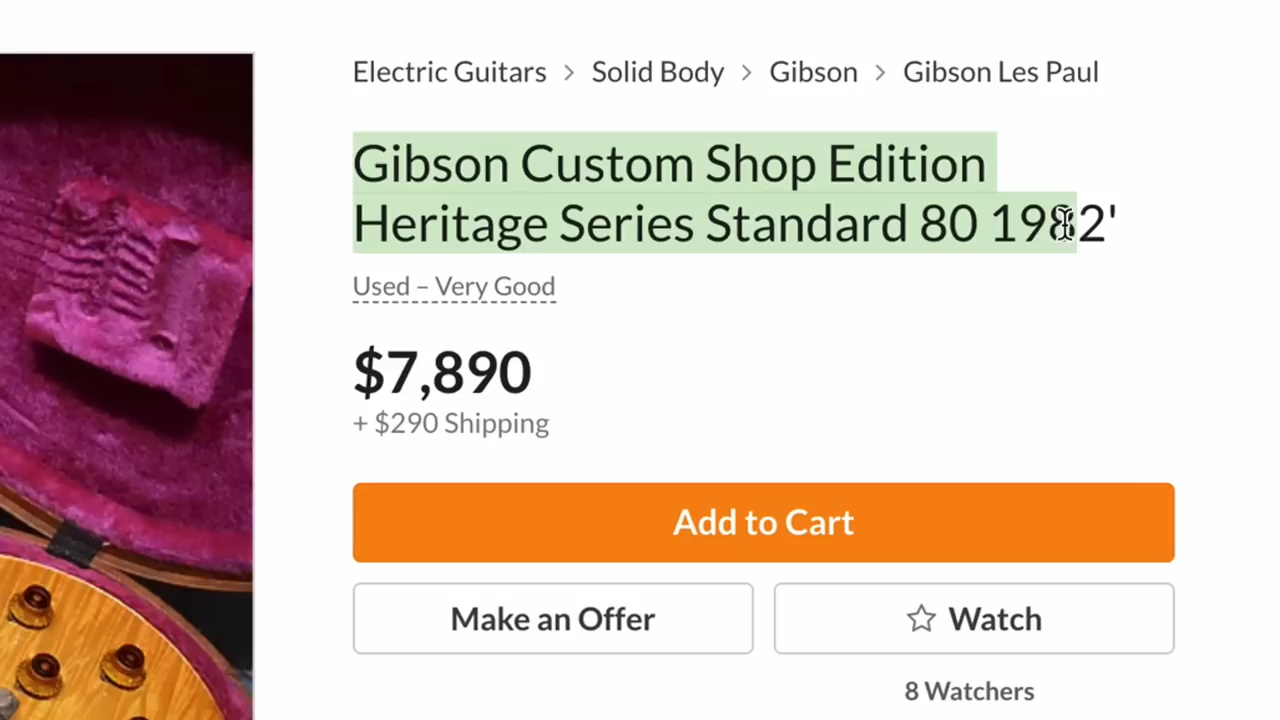 Electric Guitars > Solid Body > Gibson > Gibson Les Paul
Gibson Custom Shop Edition
Heritage Series Standard 80 1982'
Used – Very Good
$7,890
+ $290 Shipping
Add to Cart
Make an Offer
Watch
8 Watchers